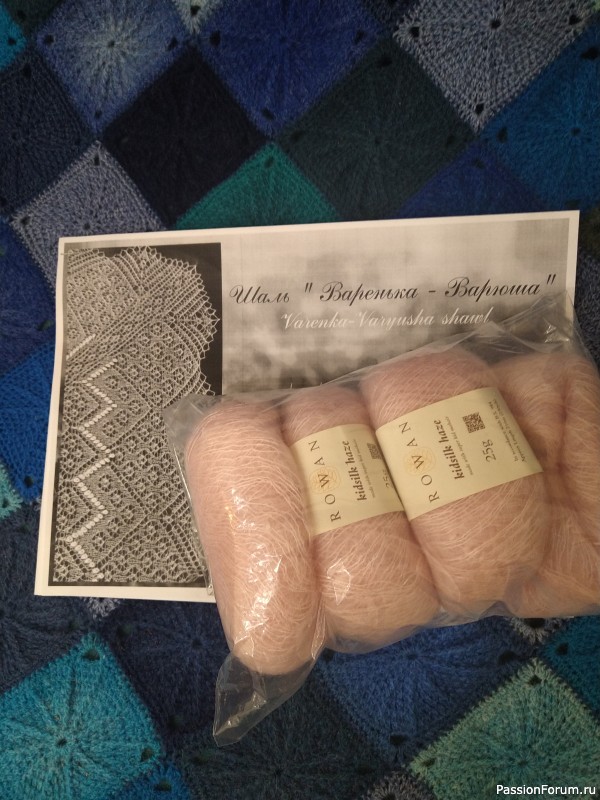 Шаль " Варенька - Варюша "
Varenka-Varyusha shawl
ROWAN
kidsilk haze
25g
ROWAN
kidsilk haze
25g
PassionForum.ru